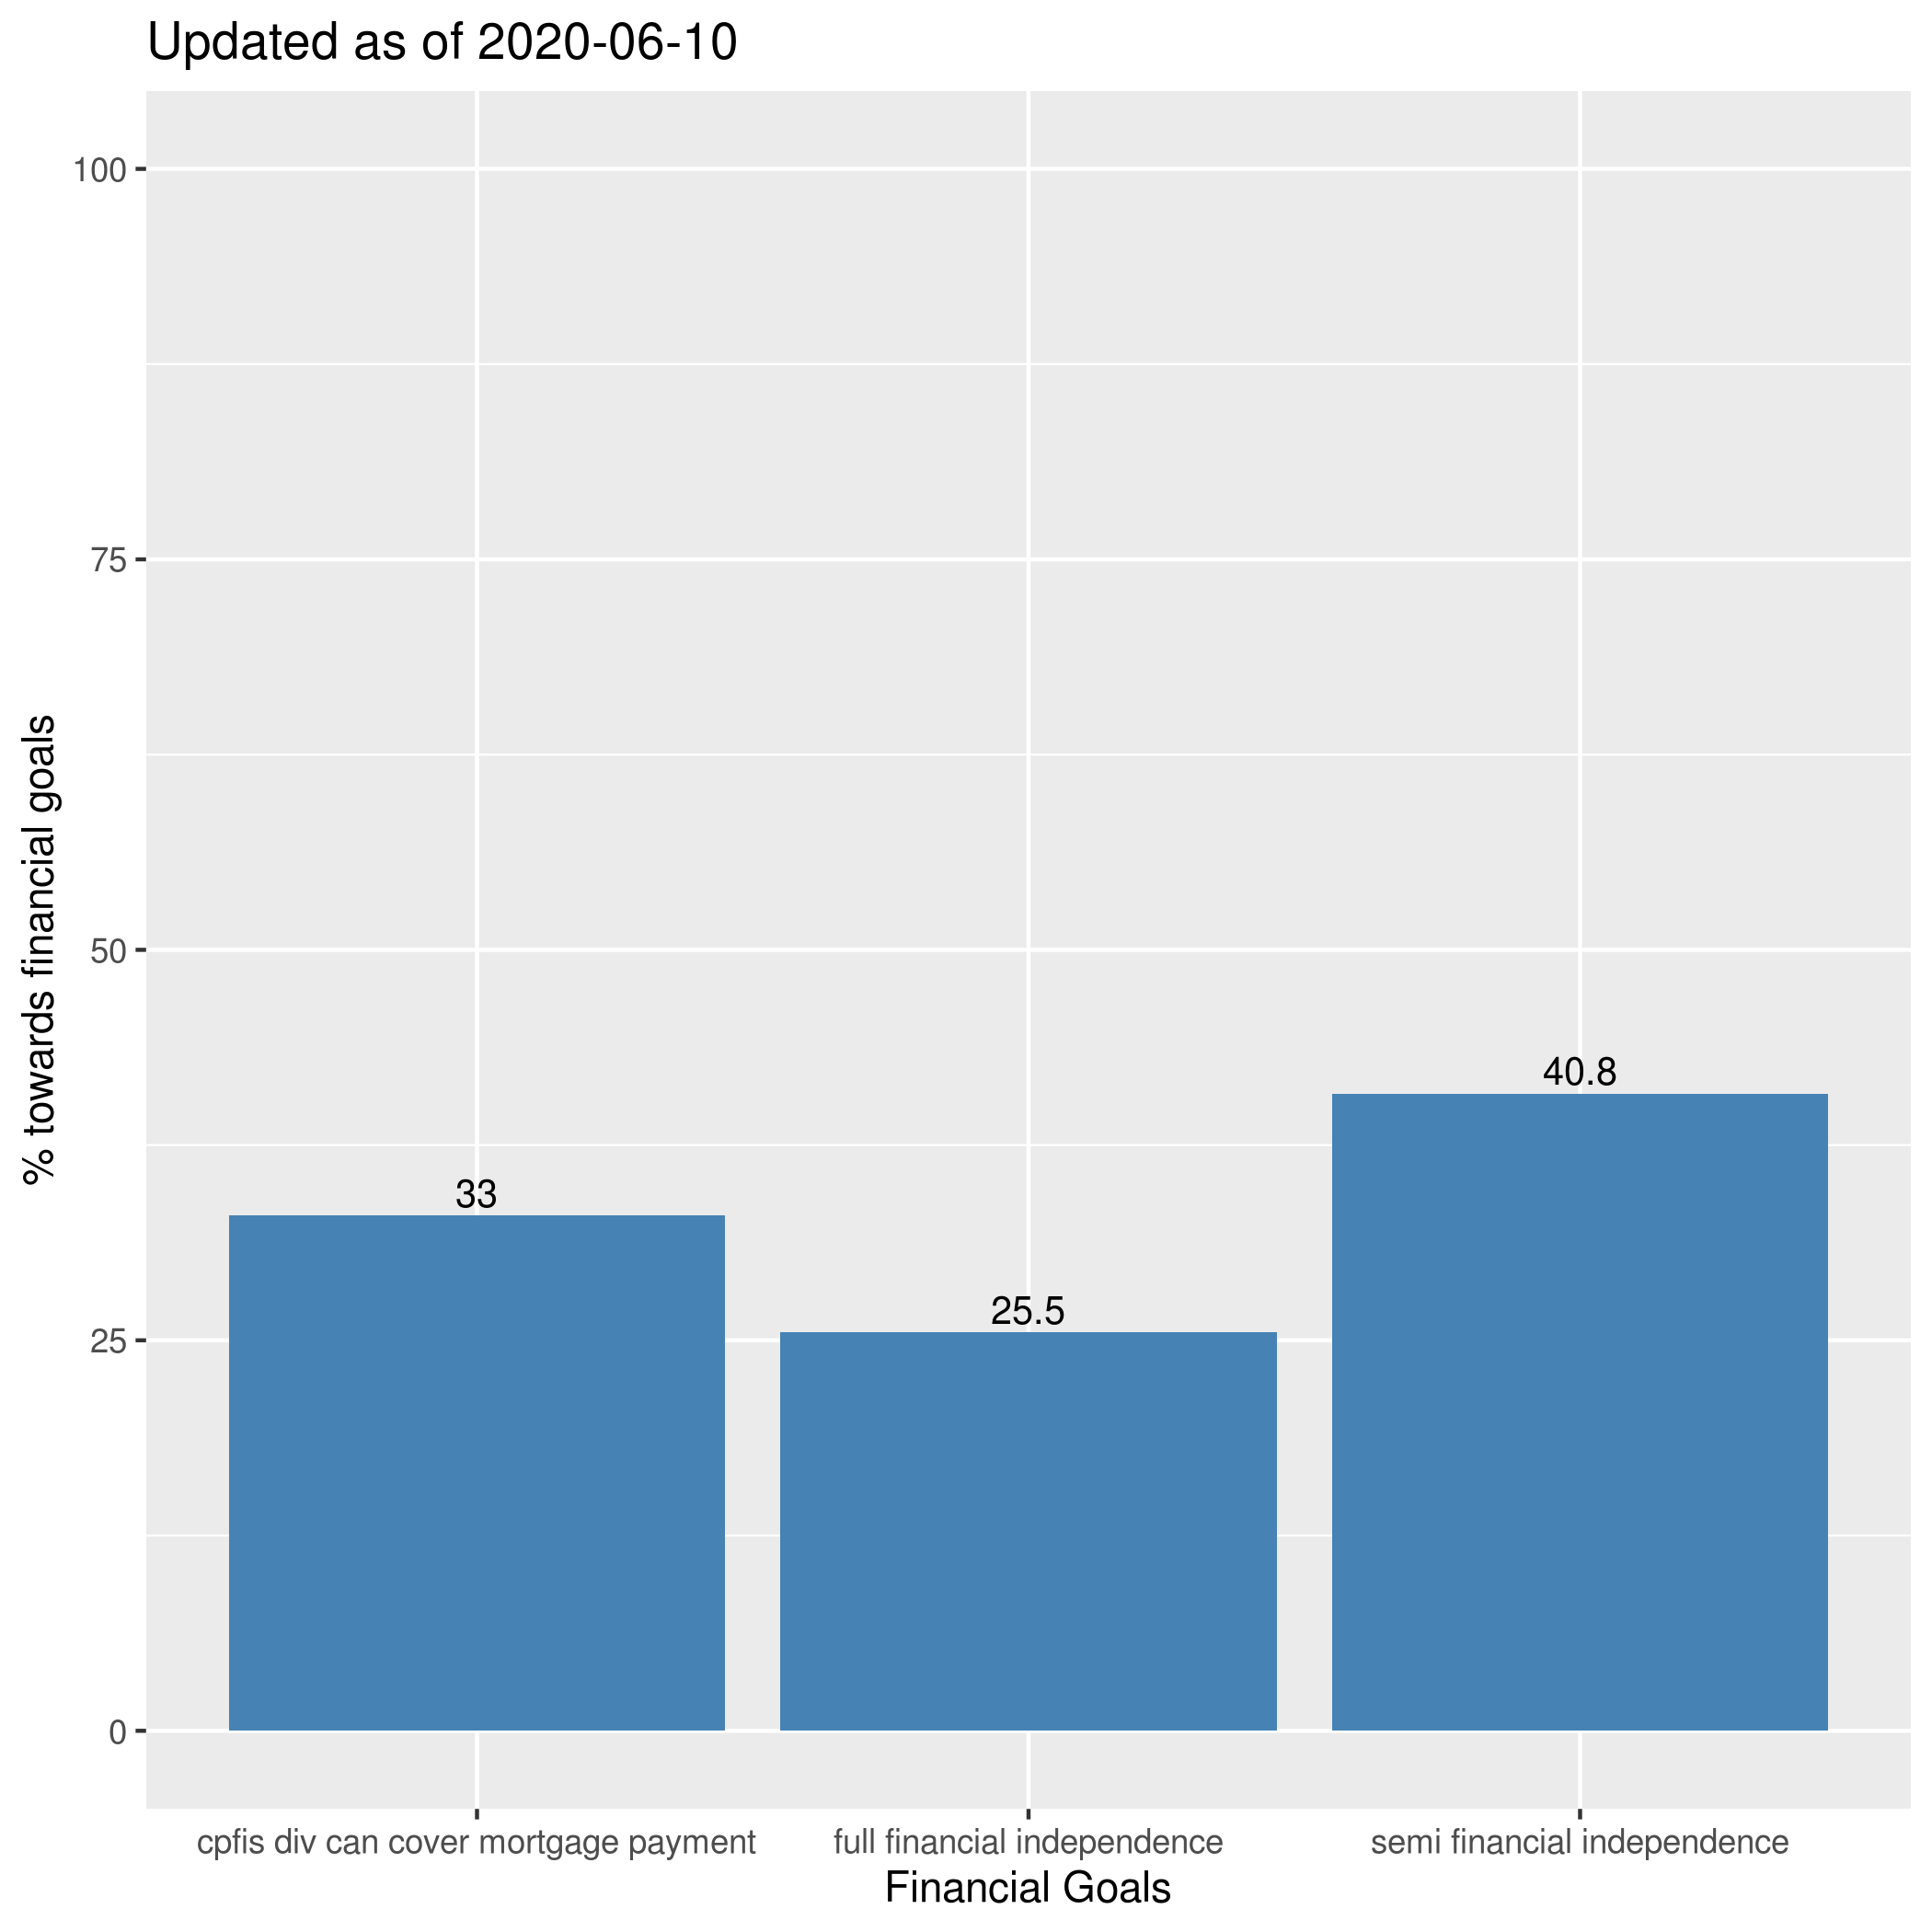 Updated as of 2020-06-10
% towards financial goals
100
75
50
25
0
33
25.5
40.8
cpfis div can cover mortgage payment
full financial independence
semi financial independence
Financial Goals